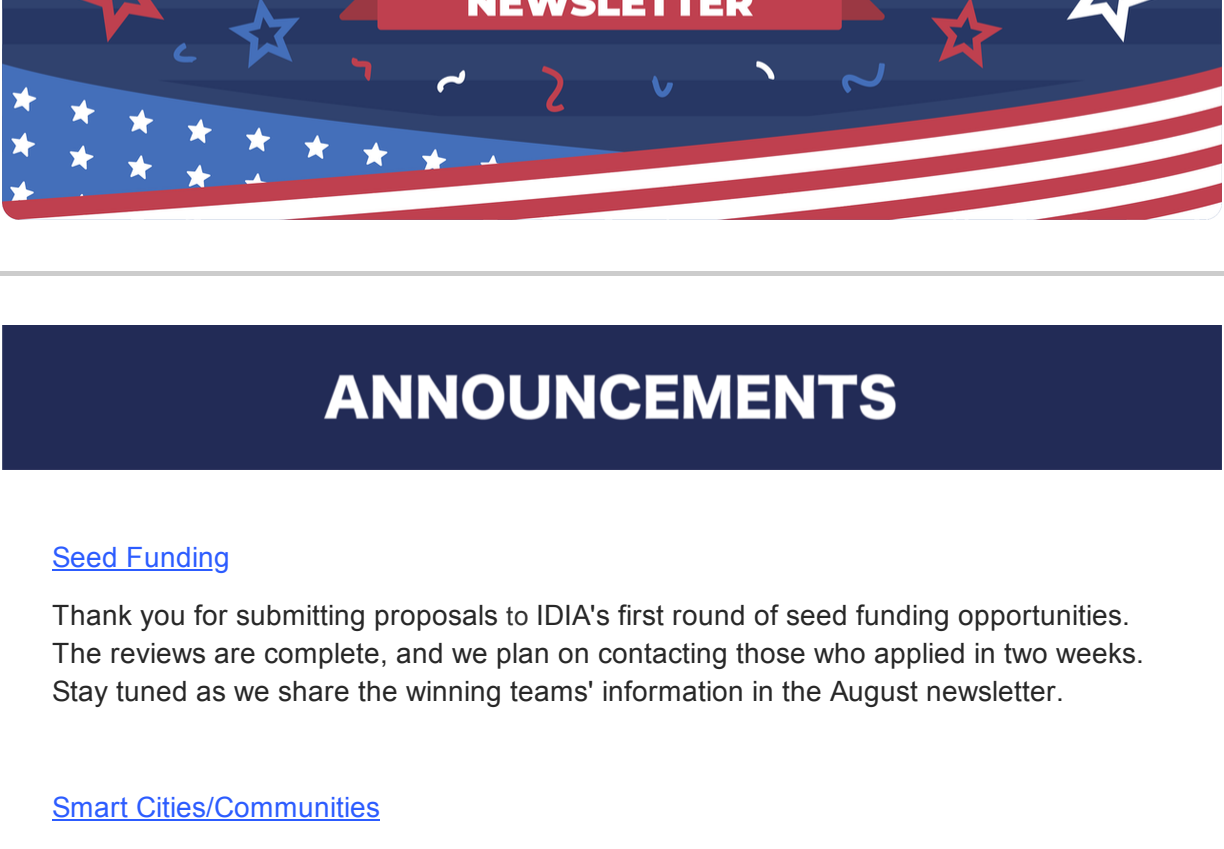 NEWSLETTER
ANNOUNCEMENTS
Seed Funding
Thank you for submitting proposals to IDIA's first round of seed funding opportunities.
The reviews are complete, and we plan on contacting those who applied in two weeks.
Stay tuned as we share the winning teams' information in the August newsletter.
Smart Cities/Communities